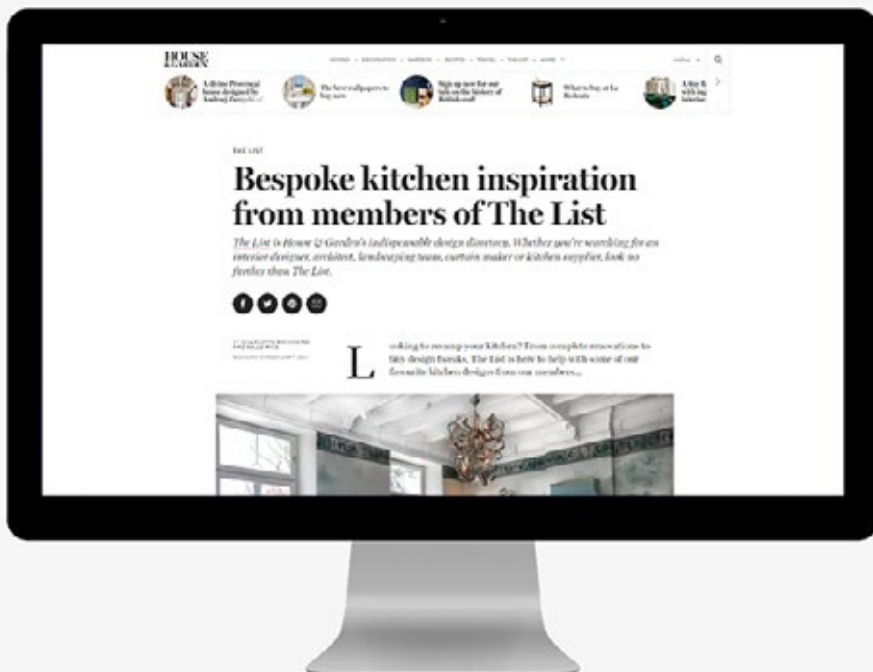 HOUSE
& GARDEN
A divine Provençal
house designed by
The best wallpapers to
buy now
Sign up now for our
talk on the history of
British craft
What to buy at La
Redoute
THE LIST
Bespoke kitchen inspiration
from members of The List
The List is House & Garden's indispensable design directory. Whether you're searching for an
interior designer, architect, landscaping team, curtain maker or kitchen supplier, look no
further than The List.
Looking to revamp your kitchen? From complete renovations to
tiny design tweaks, The List is here to help with some of our
favourite kitchen designs from our members...